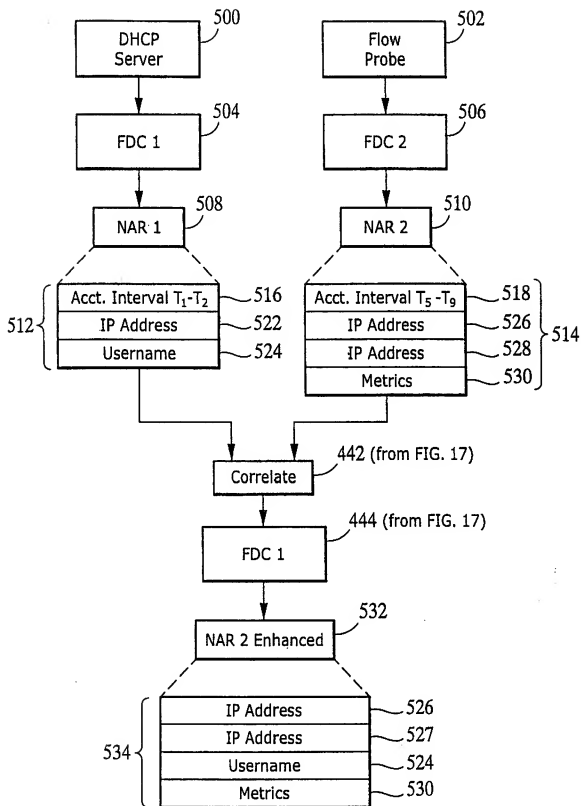 500
502
DHCP
Server
Flow
Probe
504
506
FDC 1
FDC 2
508
510
NAR 1
NAR 2
Acct. Interval T₁-T₂
516
Acct. Interval T₅-T₉
518
512
IP Address
522
IP Address
526
514
Username
524
IP Address
528
Metrics
530
442 (from FIG. 17)
Correlate
444 (from FIG. 17)
FDC 1
532
NAR 2 Enhanced
IP Address
526
534
IP Address
527
Username
524
Metrics
530